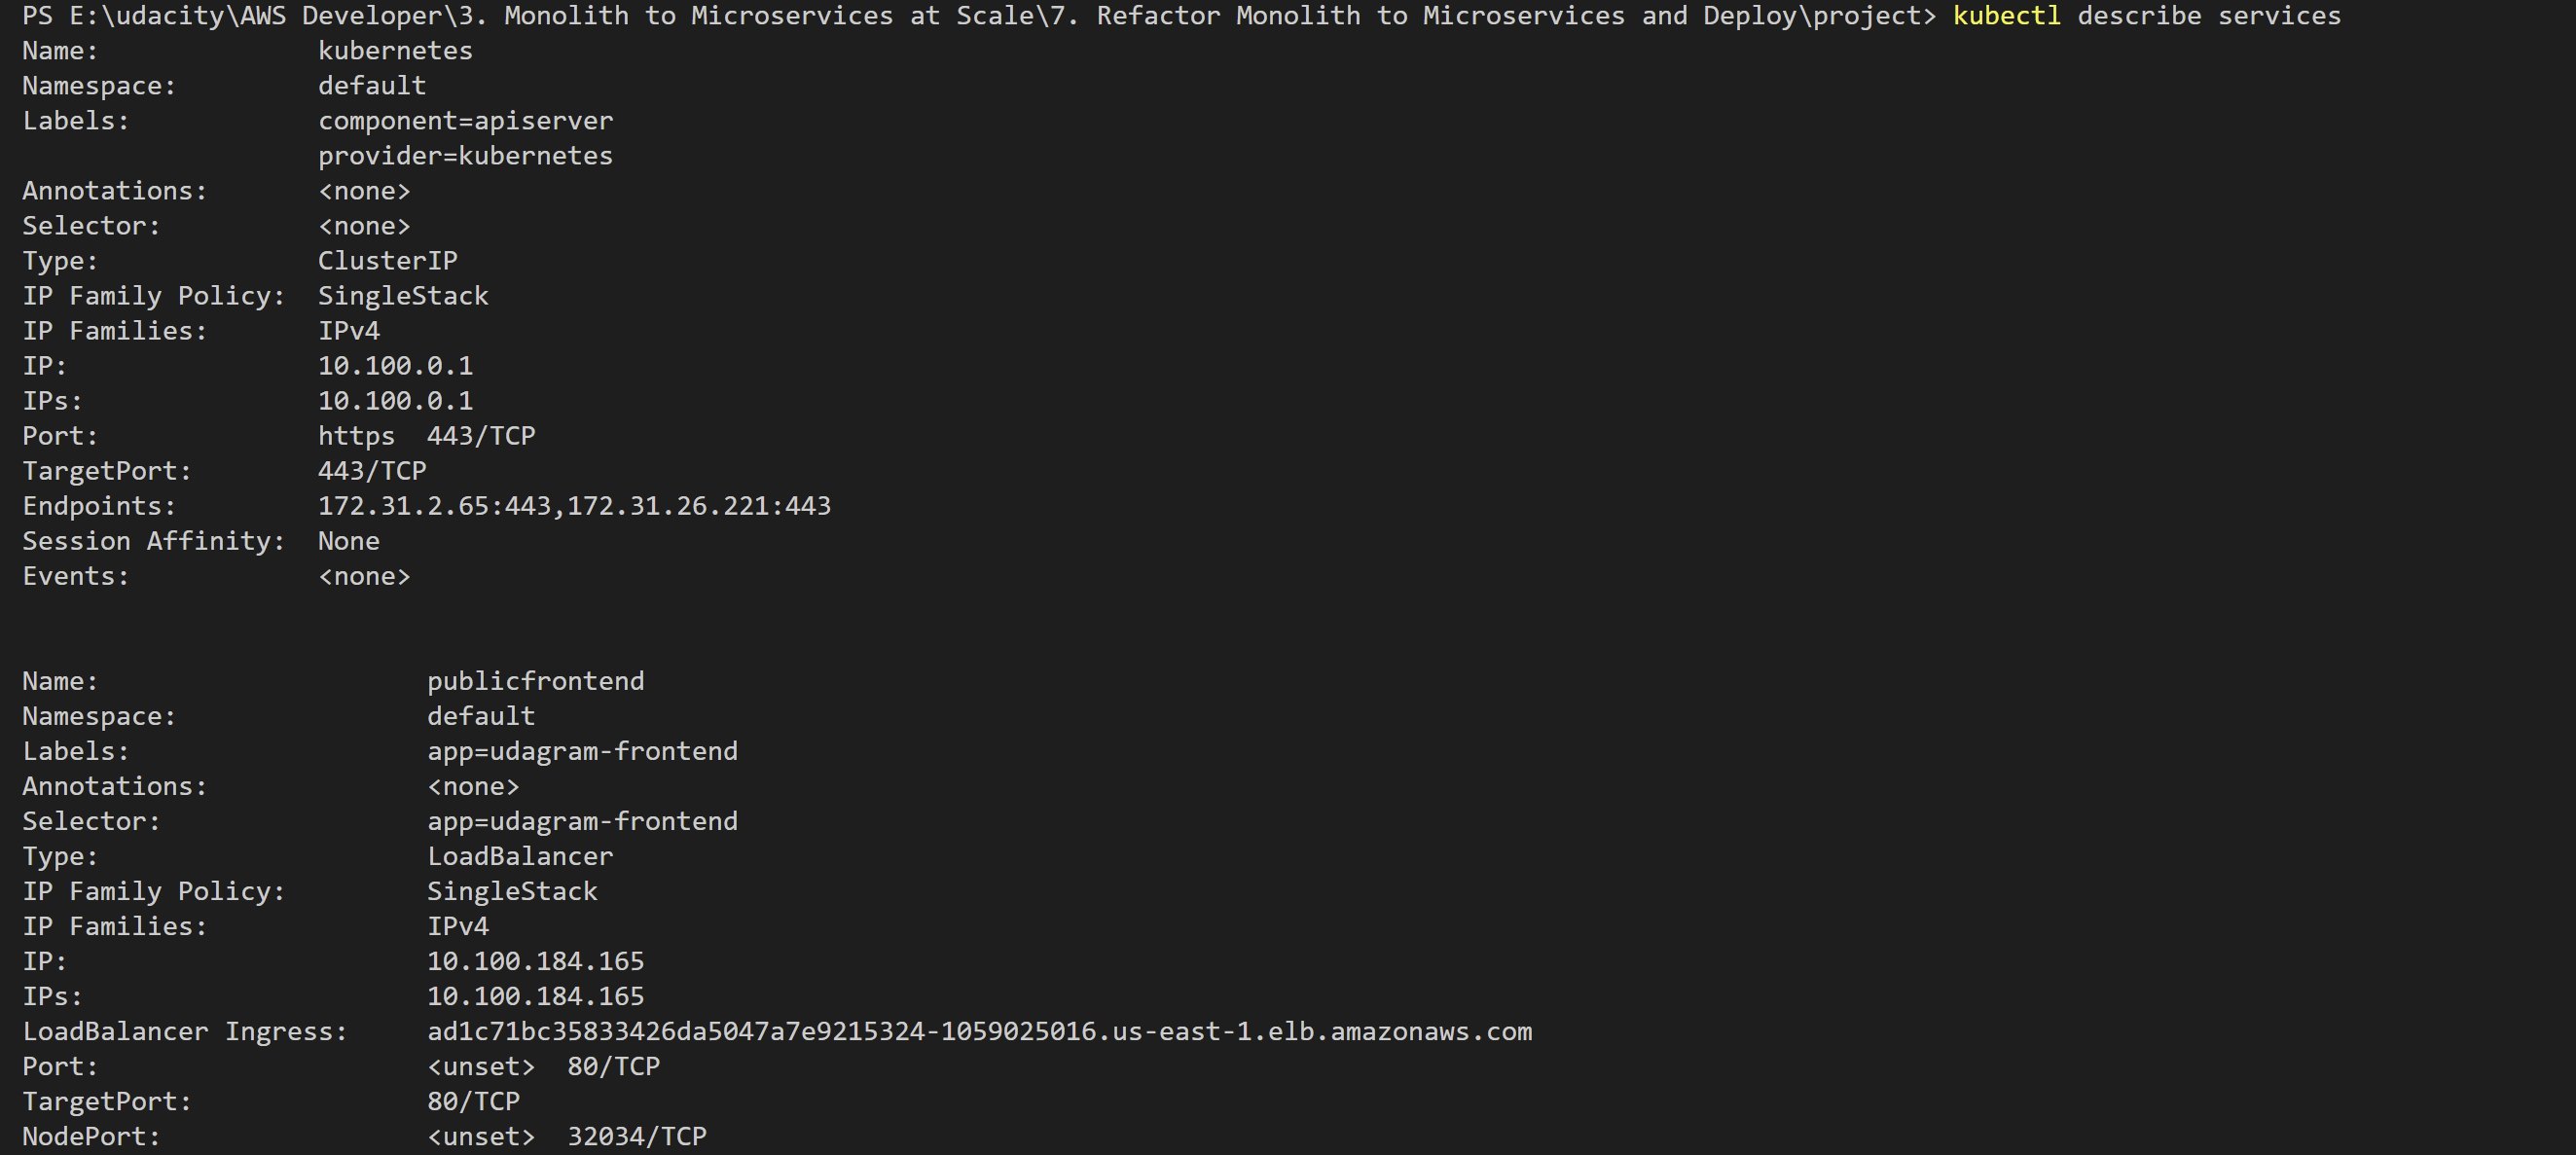 PS E:\udacity\AWS Developer\3. Monolith to Microservices at Scale\7. Refactor Monolith to Microservices and Deploy\project> kubectl describe services
Name:              kubernetes
Namespace:         default
Labels:            component=apiserver
                   provider=kubernetes
Annotations:       <none>
Selector:          <none>
Type:              ClusterIP
IP Family Policy:  SingleStack
IP Families:       IPv4
IP:                10.100.0.1
IPs:               10.100.0.1
Port:              https  443/TCP
TargetPort:        443/TCP
Endpoints:         172.31.2.65:443,172.31.26.221:443
Session Affinity:  None
Events:            <none>
Name:                     publicfrontend
Namespace:                default
Labels:                   app=udagram-frontend
Annotations:              <none>
Selector:                 app=udagram-frontend
Type:                     LoadBalancer
IP Family Policy:         SingleStack
IP Families:              IPv4
IP:                       10.100.184.165
IPs:                      10.100.184.165
LoadBalancer Ingress:     ad1c71bc35833426da5047a7e9215324-1059025016.us-east-1.elb.amazonaws.com
Port:                     <unset>  80/TCP
TargetPort:               80/TCP
NodePort:                 <unset>  32034/TCP